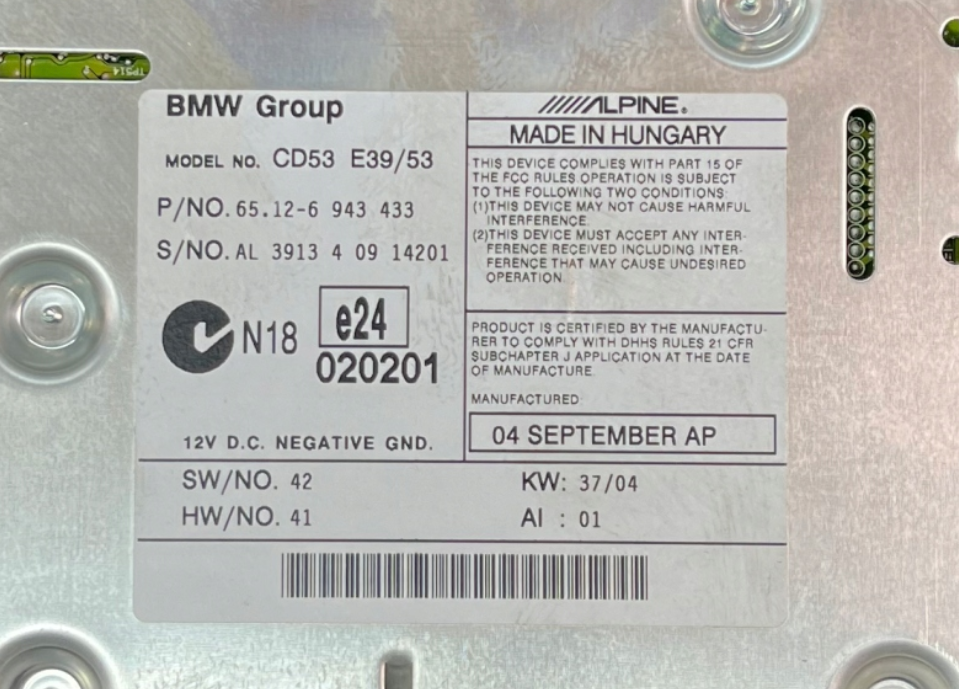 BMW Group
MODEL NO. CD53 E39/53
P/NO. 65.12-6 943 433
S/NO. AL 3913 4 09 14201
N18
e24
020201
12V D.C. NEGATIVE GND.
ALPINE®
MADE IN HUNGARY
THIS DEVICE COMPLIES WITH PART 15 OF
THE FCC RULES OPERATION IS SUBJECT
TO THE FOLLOWING TWO CONDITIONS:
(1)THIS DEVICE MAY NOT CAUSE HARMFUL
INTERFERENCE.
(2)THIS DEVICE MUST ACCEPT ANY INTER-
FERENCE RECEIVED INCLUDING INTER-
FERENCE THAT MAY CAUSE UNDESIRED
OPERATION.
PRODUCT IS CERTIFIED BY THE MANUFACTU-
RER TO COMPLY WITH DHHS RULES 21 CFR
SUBCHAPTER J APPLICATION AT THE DATE
OF MANUFACTURE.
MANUFACTURED:
04 SEPTEMBER AP
SW/NO. 42
KW: 37/04
HW/NO. 41
AI : 01
TP514